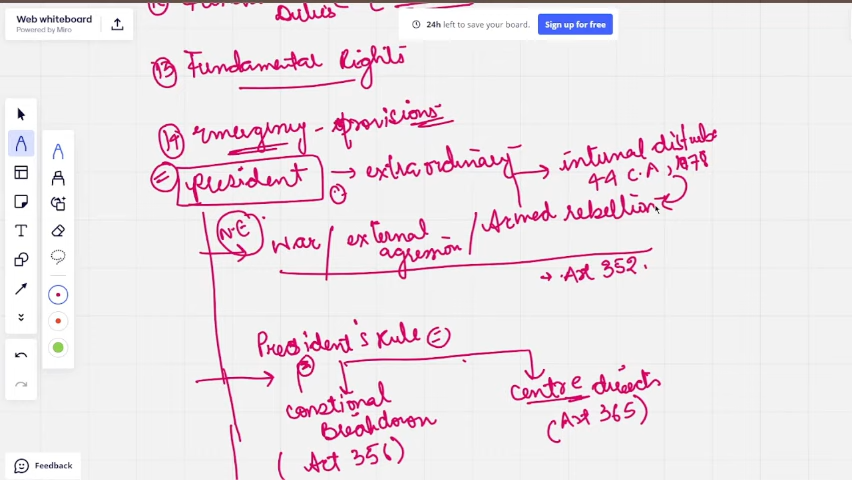 Duties
Web whiteboard
Powered by Miro
24h left to save your board.
Sign up for free
(13) Fundamental Rights
(14) emergency - provisions
= president → extraordinary → internal disturb
44 C.A, 1978
N.E War / external agression / Armed rebellion
→ Art 352.
President's Rule =
constional Breakdown
(Art 356)
centre directs
(Art 365)
T
Feedback